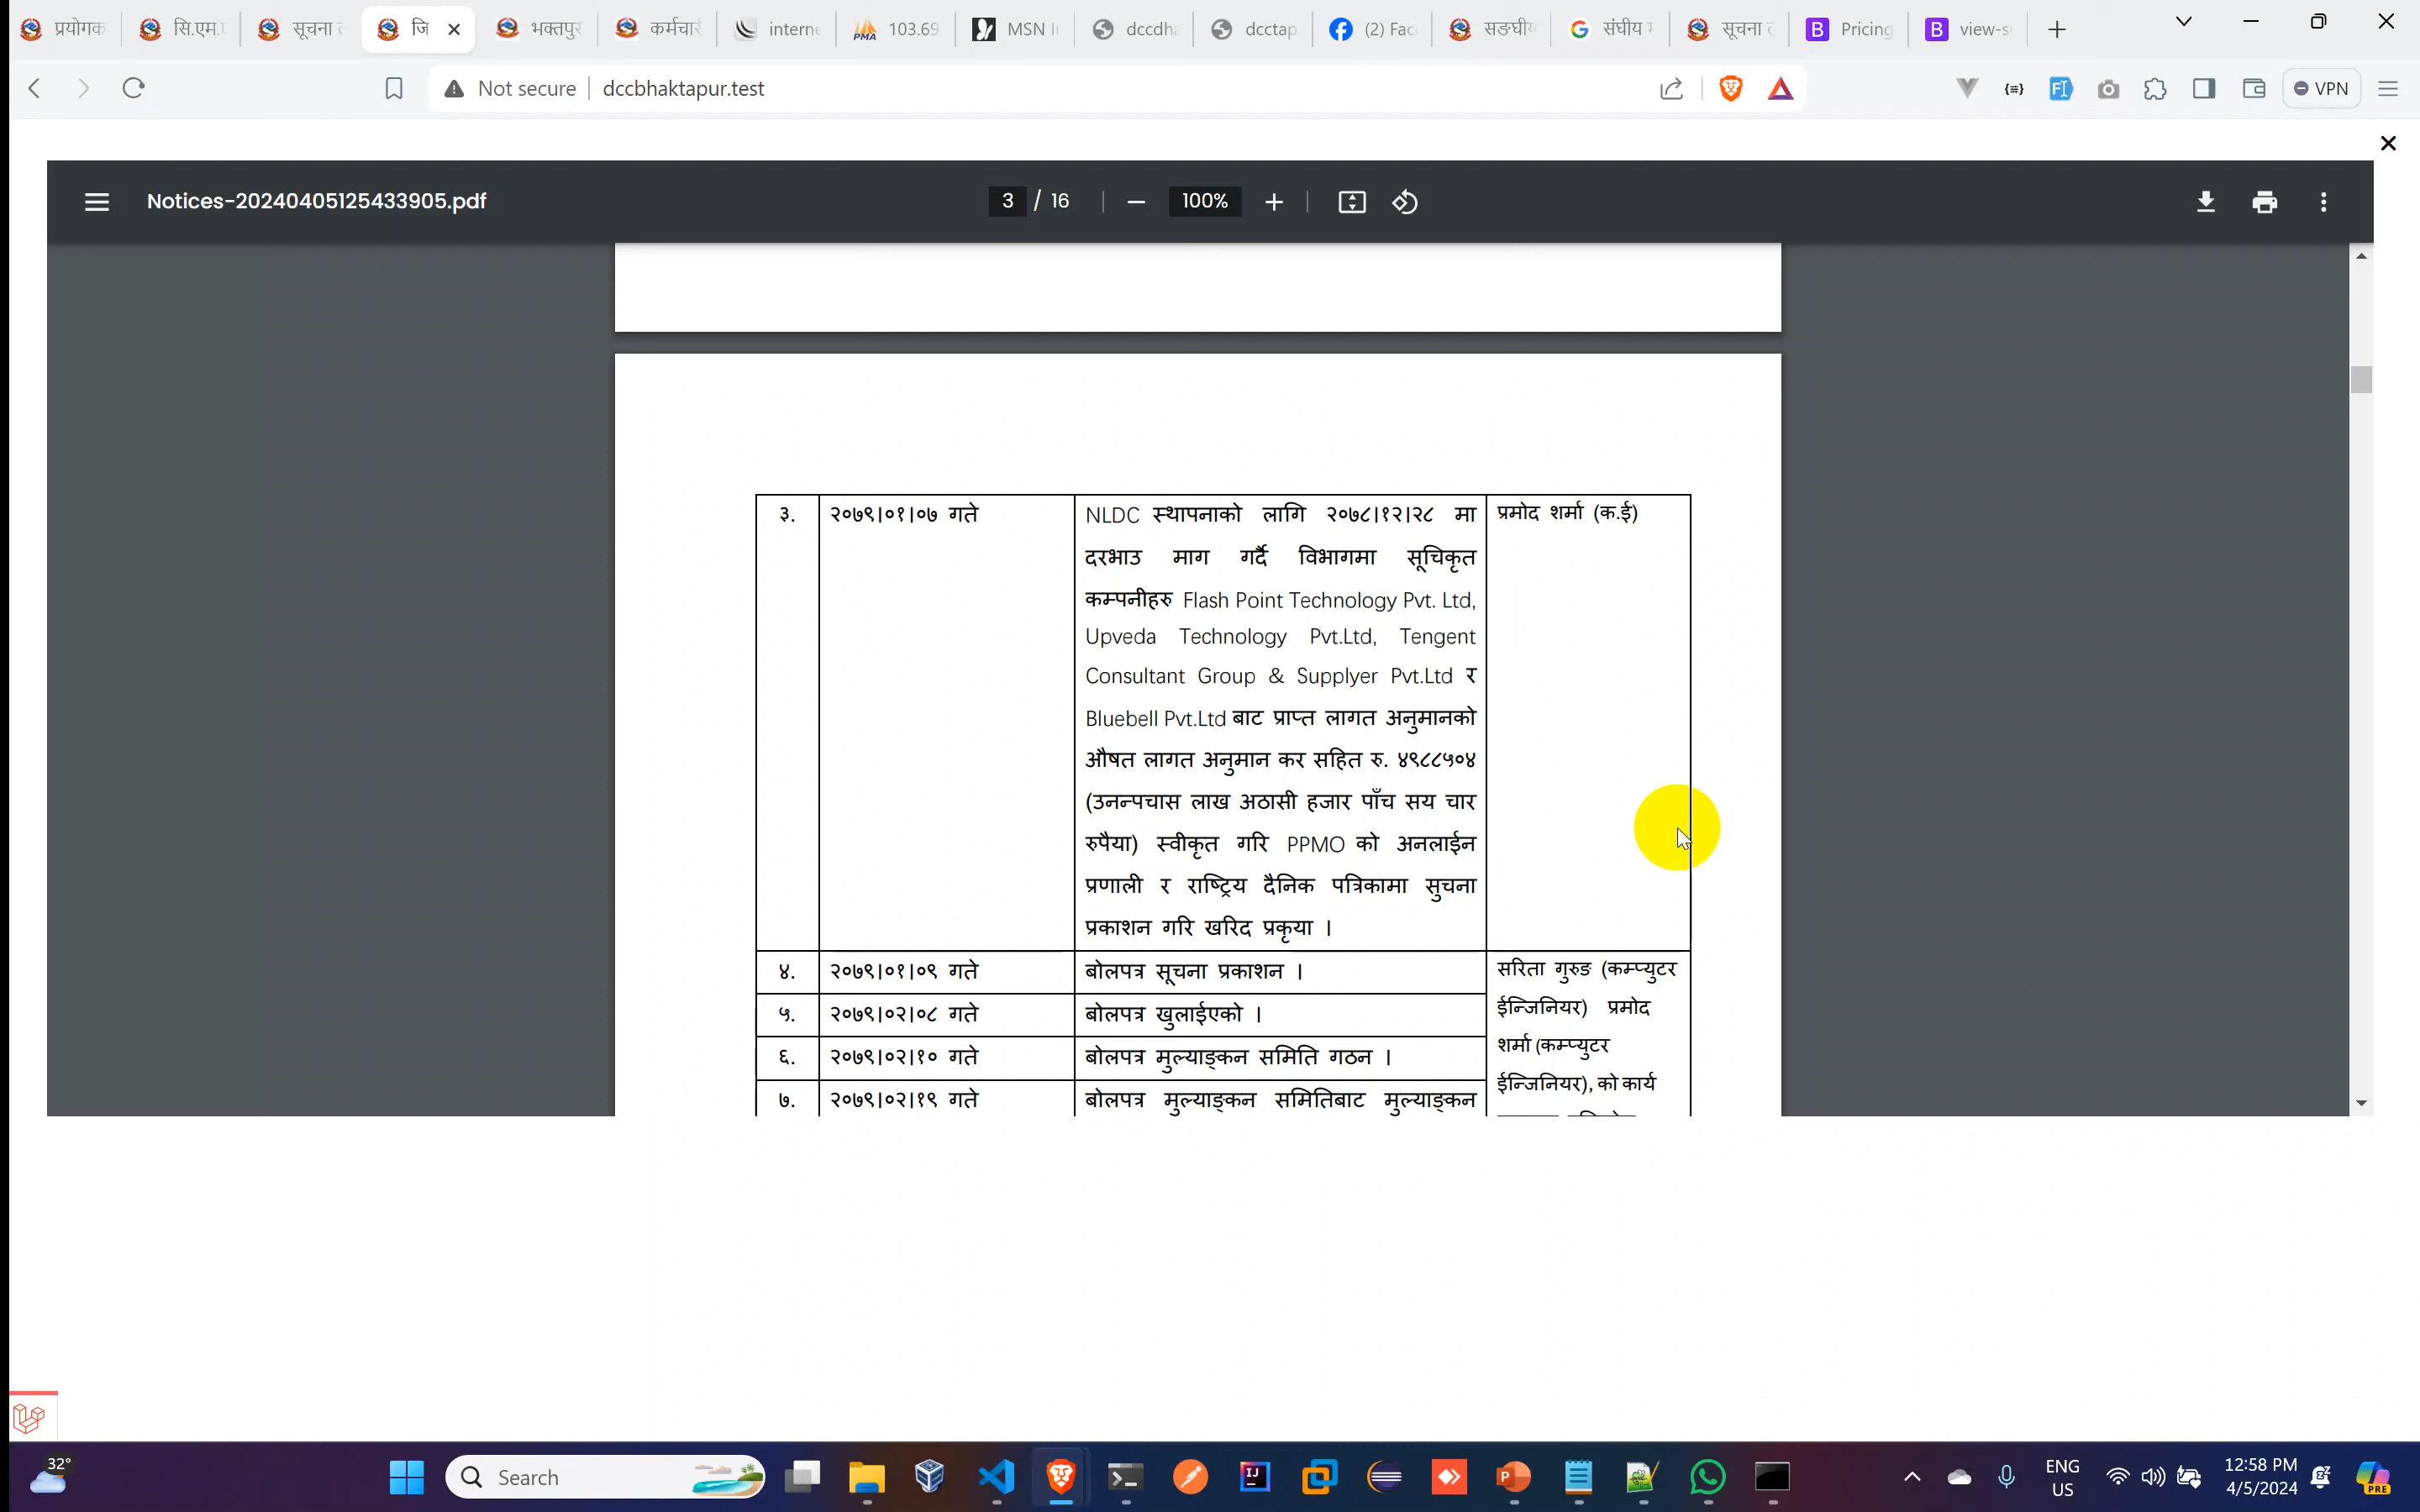 प्रयोगक
सि.एम.
सूचना
जि
भक्तपुर
कर्मचारी
interne
103.69
MSN
dccdha
dcctap
(2) Fac
सङघीय
संघीय
सूचना
Pricing
view-s
Not secure
dccbhaktapur.test
VPN
Notices-20240405125433905.pdf
3 / 16
100%
३.
२०७९|०१|०७ गते
NLDC स्थापनाको लागि २०७८|१२|२८ मा
दरभाउ माग गर्दै विभागमा सूचिकृत
कम्पनीहरु Flash Point Technology Pvt. Ltd,
Upveda Technology Pvt.Ltd, Tengent
Consultant Group & Supplyer Pvt.Ltd र
Bluebell Pvt.Ltd बाट प्राप्त लागत अनुमानको
औषत लागत अनुमान कर सहित रु. ४९८८५०४
(उनन्पचास लाख अठासी हजार पाँच सय चार
रुपैया) स्वीकृत गरि PPMO को अनलाईन
प्रणाली र राष्ट्रिय दैनिक पत्रिकामा सुचना
प्रकाशन गरि खरिद प्रकृया ।
प्रमोद शर्मा (क.ई)
४.
२०७९|०१|०९ गते
बोलपत्र सूचना प्रकाशन ।
५.
२०७९|०२|०८ गते
बोलपत्र खुलाईएको ।
६.
२०७९|०२|१० गते
बोलपत्र मुल्याङ्कन समिति गठन ।
७.
२०७९|०२|१९ गते
बोलपत्र मुल्याङ्कन समितिबाट मुल्याङ्कन
सरिता गुरुङ (कम्प्युटर
ईन्जिनियर) प्रमोद
शर्मा (कम्प्युटर
ईन्जिनियर), को कार्य
32°
Search
ENG
US
12:58 PM
4/5/2024
PRE